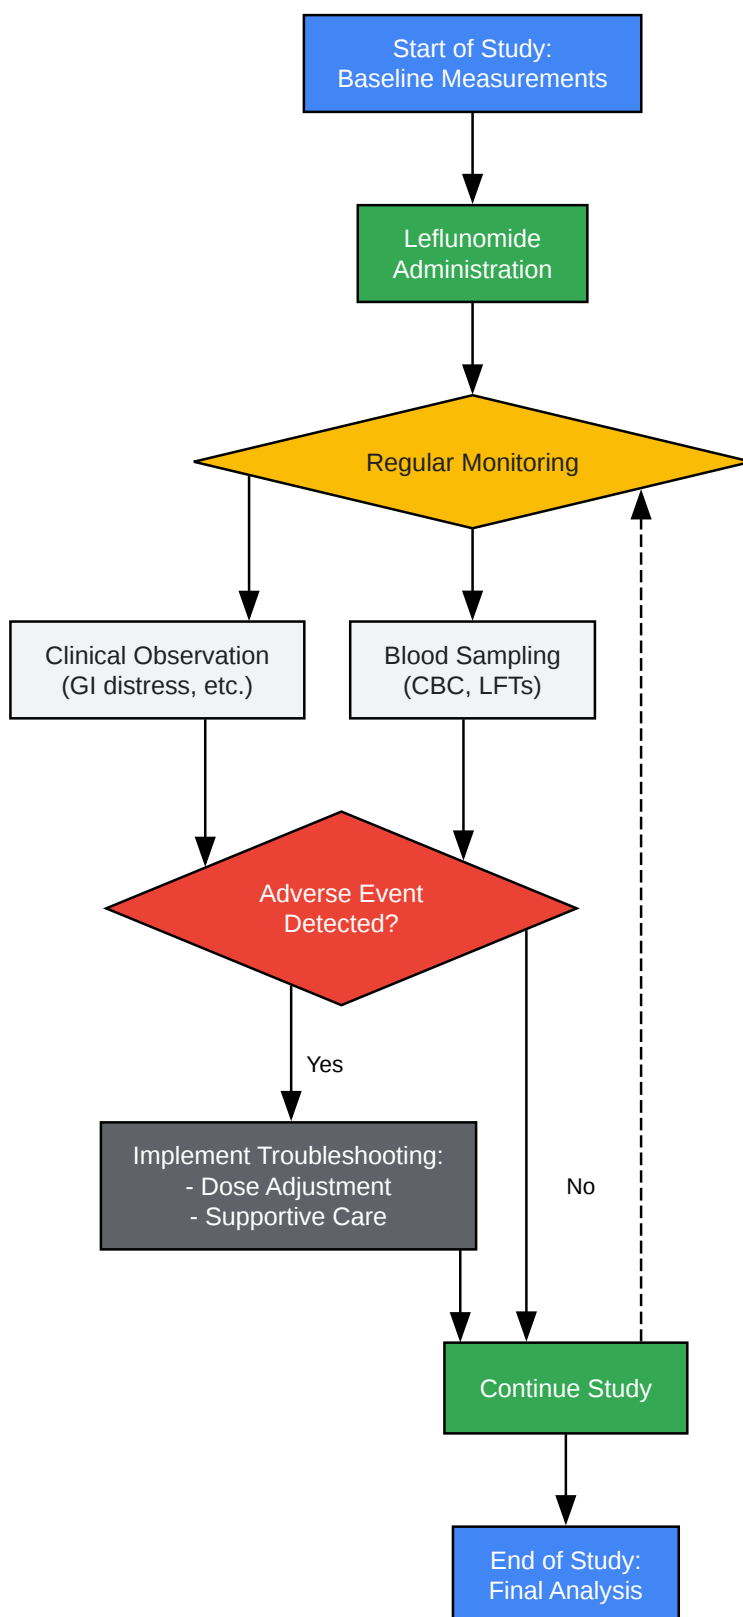 Start of Study:
Baseline Measurements
Leflunomide
Administration
Regular Monitoring
Clinical Observation
(GI distress, etc.)
Blood Sampling
(CBC, LFTs)
Adverse Event
Detected?
Yes
Implement Troubleshooting:
- Dose Adjustment
- Supportive Care
No
Continue Study
End of Study:
Final Analysis